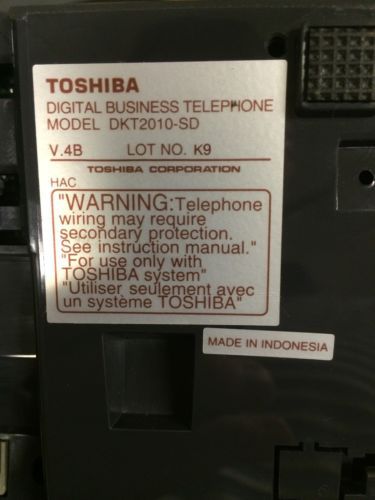 TOSHIBA
DIGITAL BUSINESS TELEPHONE
MODEL DKT2010-SD
V.4B LOT NO. K9
TOSHIBA CORPORATION
HAC
"WARNING:Telephone
wiring may require
secondary protection.
See instruction manual."
"For use only with
TOSHIBA system"
"Utiliser seulement avec
un système TOSHIBA"
MADE IN INDONESIA